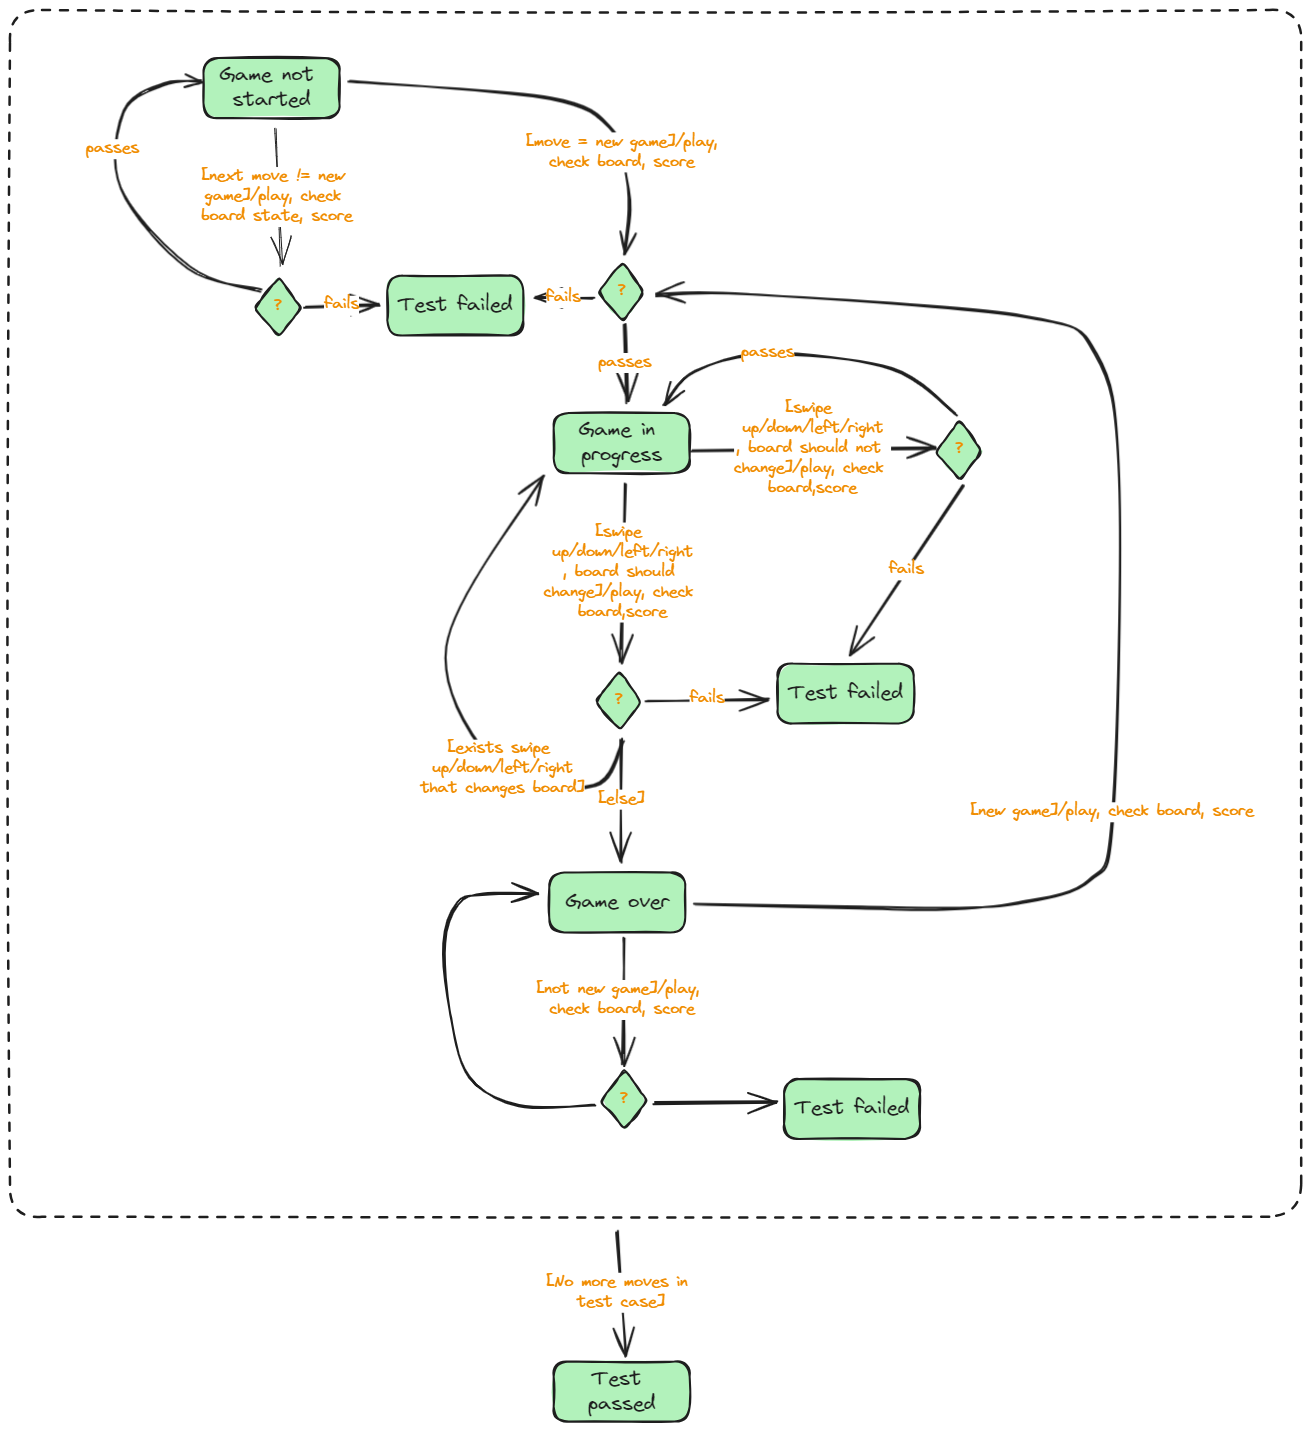 Game not
started
passes
[move = new game]/play,
check board, score
[next move != new
game]/play, check
board state, score
?
fails
Test failed
fails
?
passes
passes
[swipe
up/down/left/right
, board should not
change]/play, check
board,score
?
Game in
progress
[swipe
up/down/left/right
, board should
change]/play, check
board,score
fails
?
fails
Test failed
[exists swipe
up/down/left/right
that changes board]
[else]
[new game]/play, check board, score
Game over
[not new game]/play,
check board, score
?
Test failed
[No more moves in
test case]
Test
passed